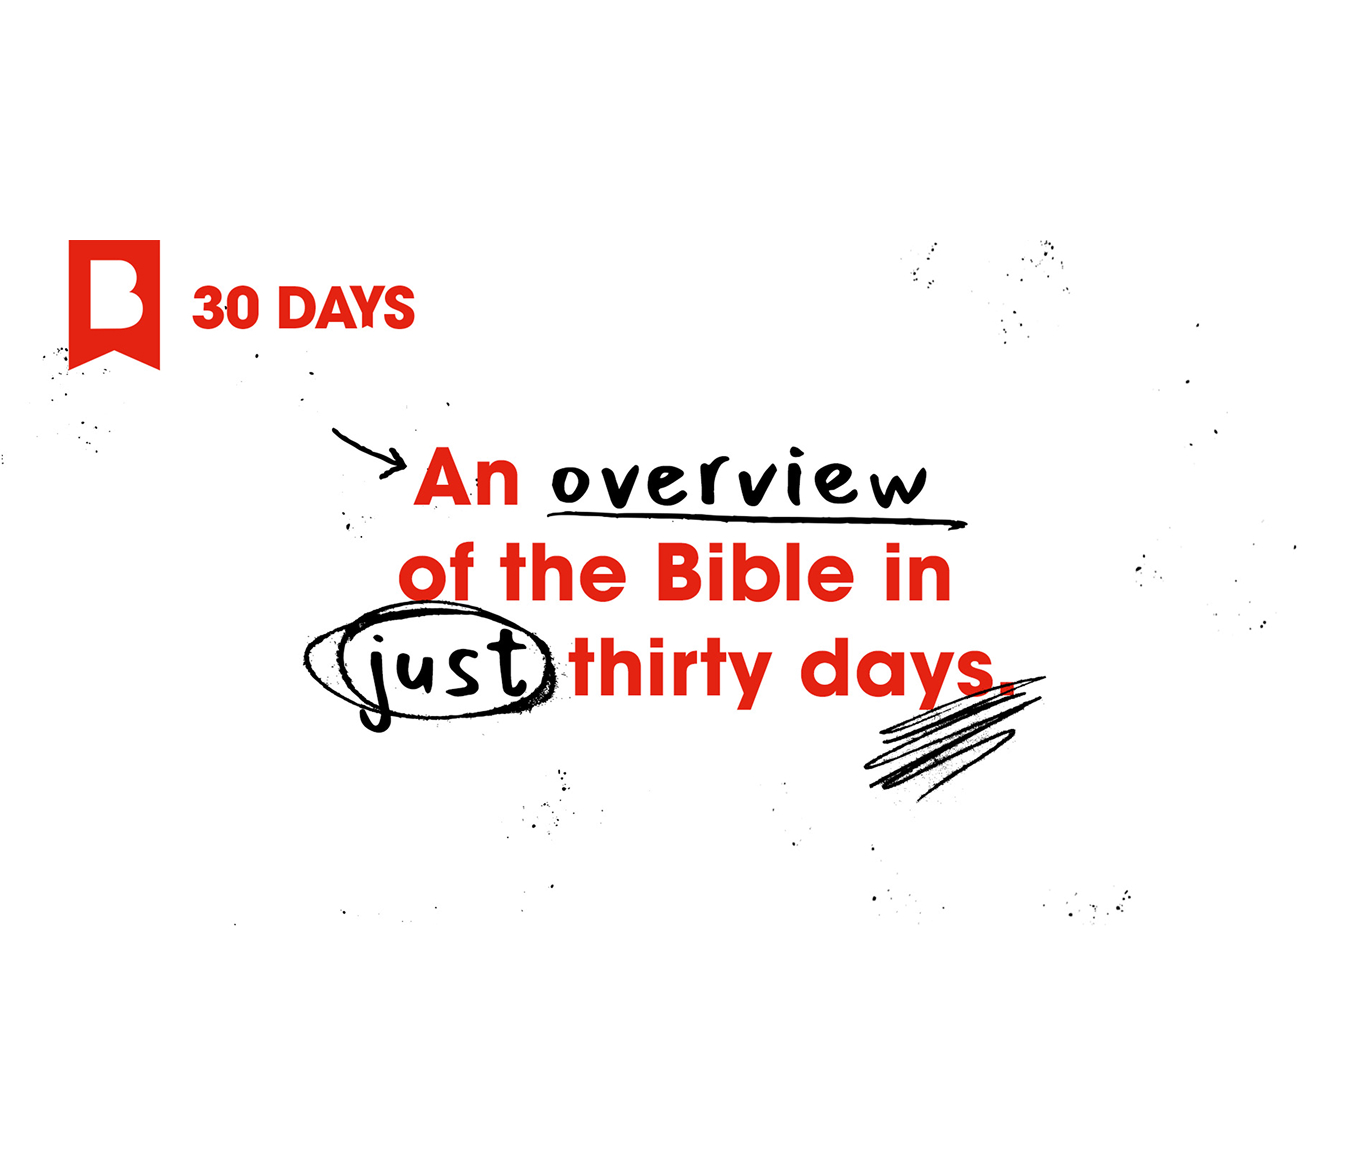 B
30 DAYS
An overview
of the Bible in
just thirty days.